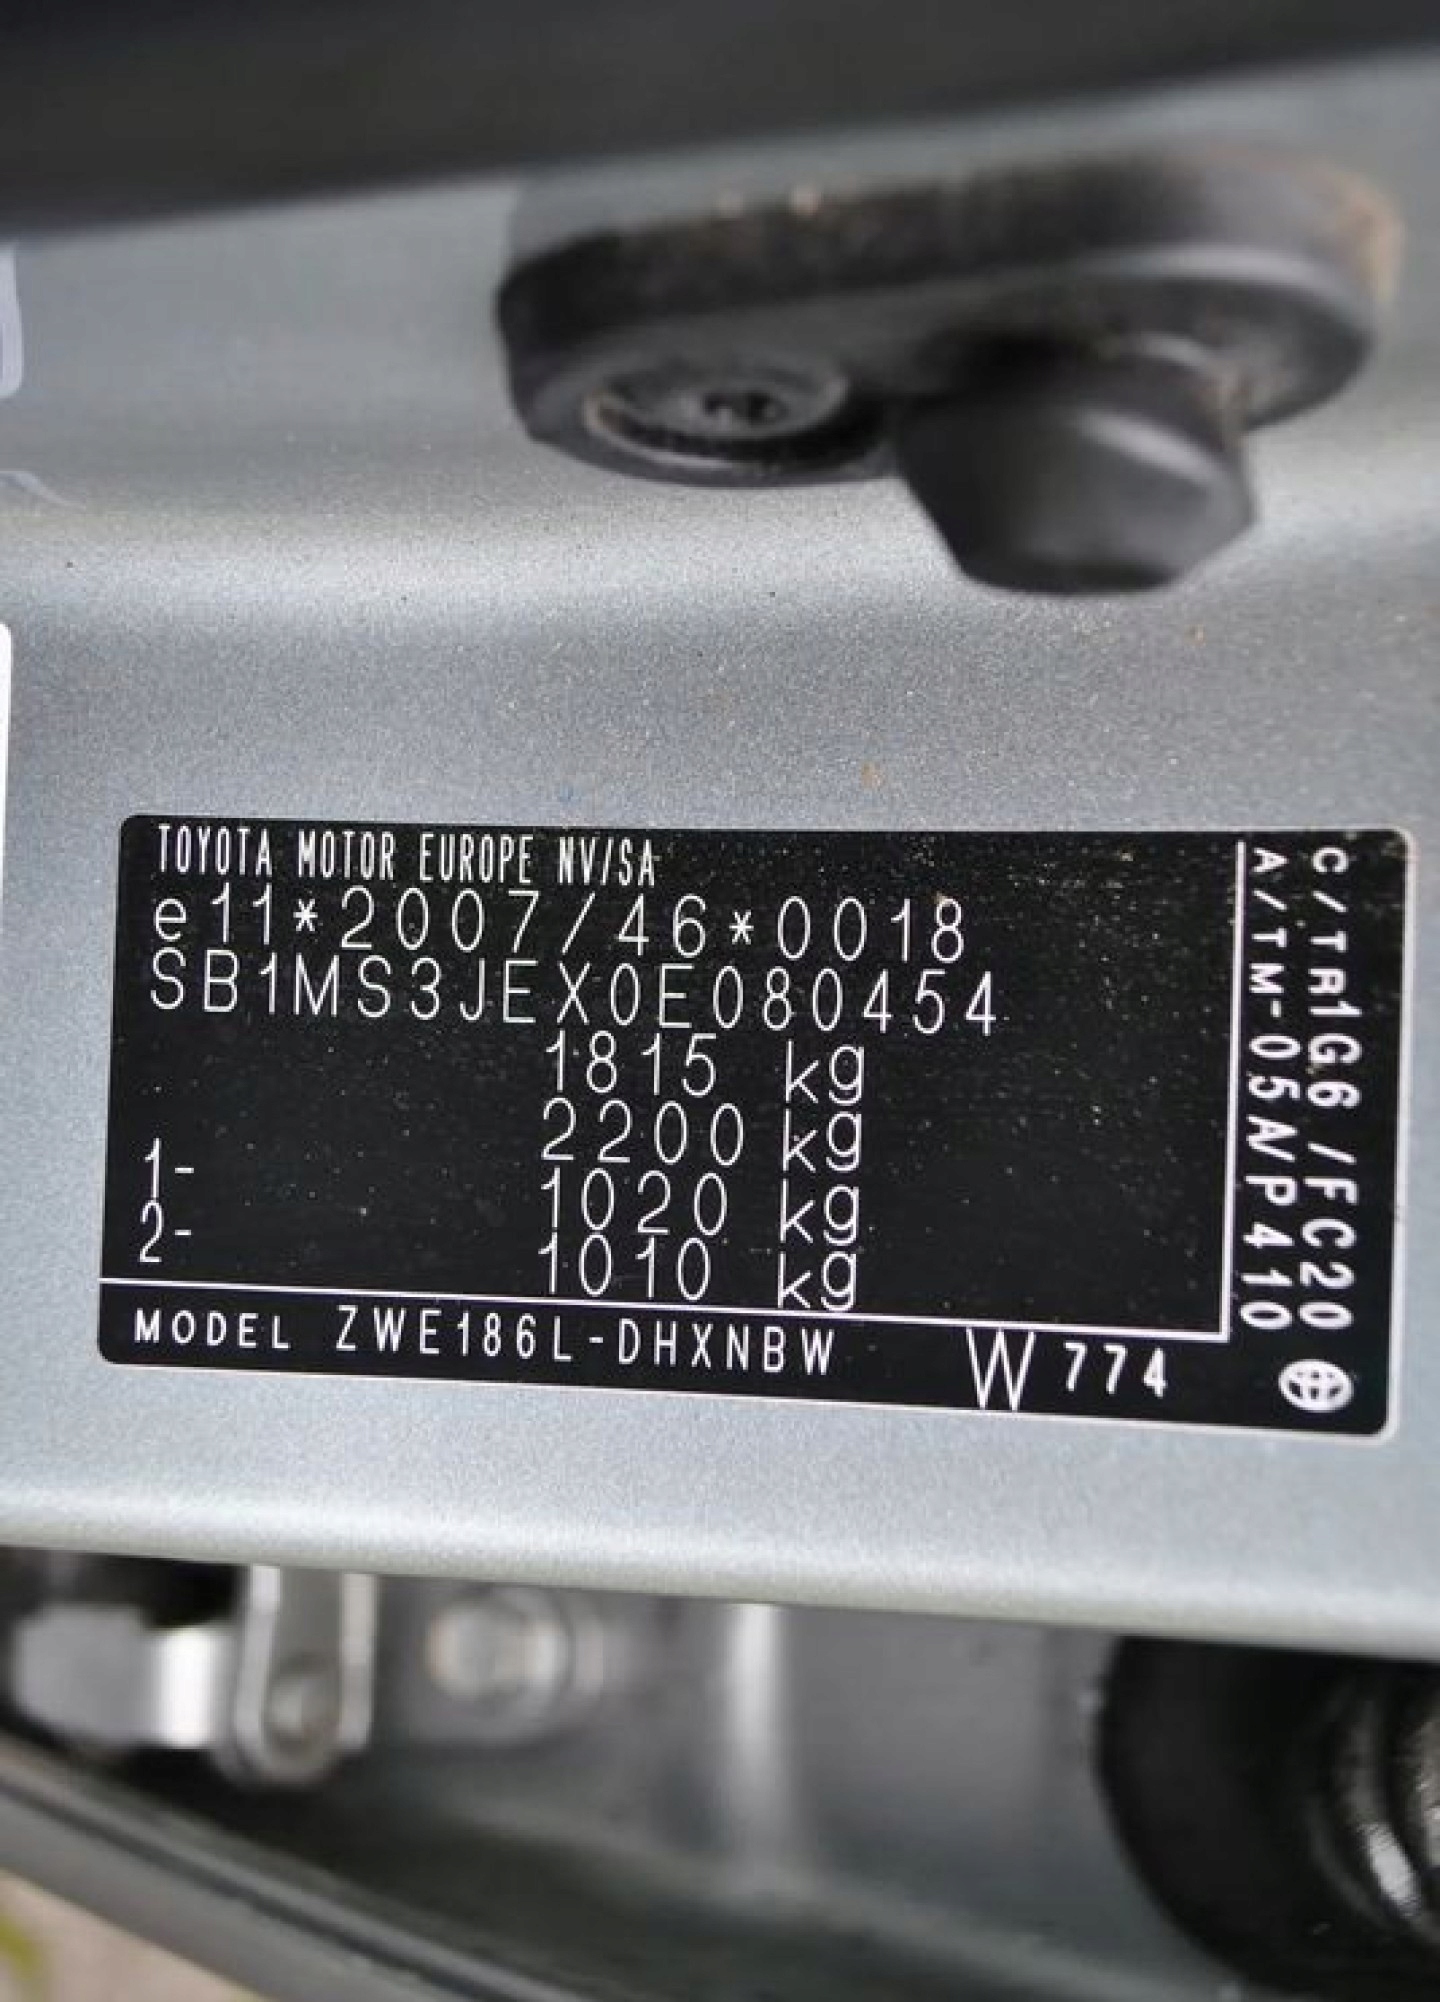 TOYOTA MOTOR EUROPE NV/SA
e11*2007/46*0018
SB1MS3JEX0E080454
1815 kg
2200 kg
1- 1020 kg
2- 1010 kg
MODEL ZWE186L-DHXNBW W774
C/TR1G6/FC20
A/TM-05A/P410